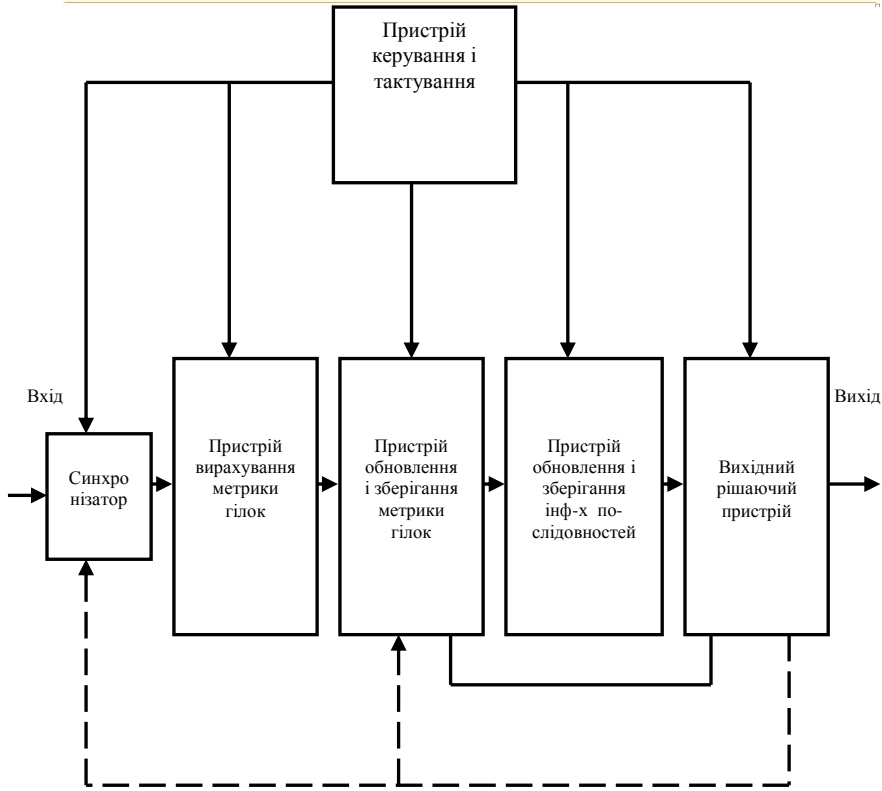 Пристрій
керування і
тактування
Вхід
Вихід
Синхро
нізатор
Пристрій
вирахування
метрики
гілок
Пристрій
обновлення
і зберігання
метрики
гілок
Пристрій
обновлення і
зберігання
інф-х по-
слідовностей
Вихідний
рішаючий
пристрій